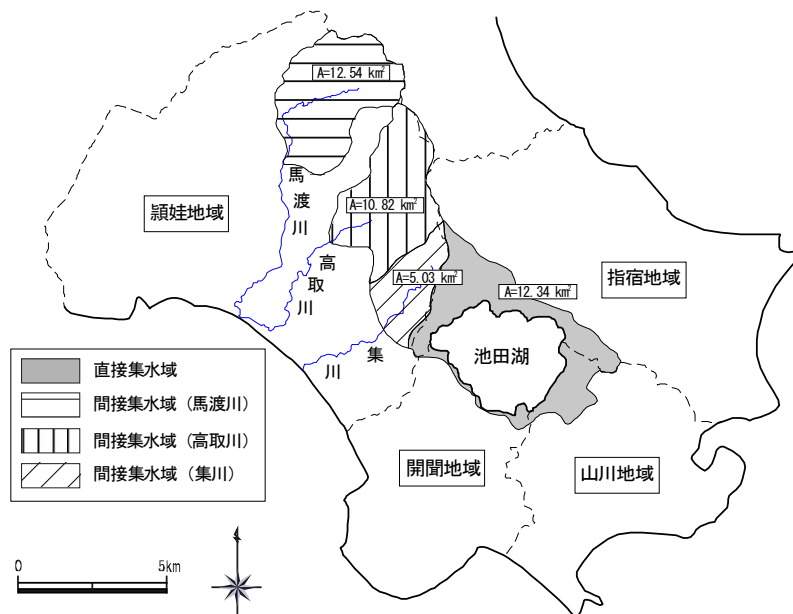 A=12.54 km²
馬渡川
頴娃地域
A=10.82 km²
高取川
A=5.03 km²
A=12.34 km²
指宿地域
池田湖
集川
開聞地域
山川地域
直接集水域
間接集水域（馬渡川）
間接集水域（高取川）
間接集水域（集川）
0 5km